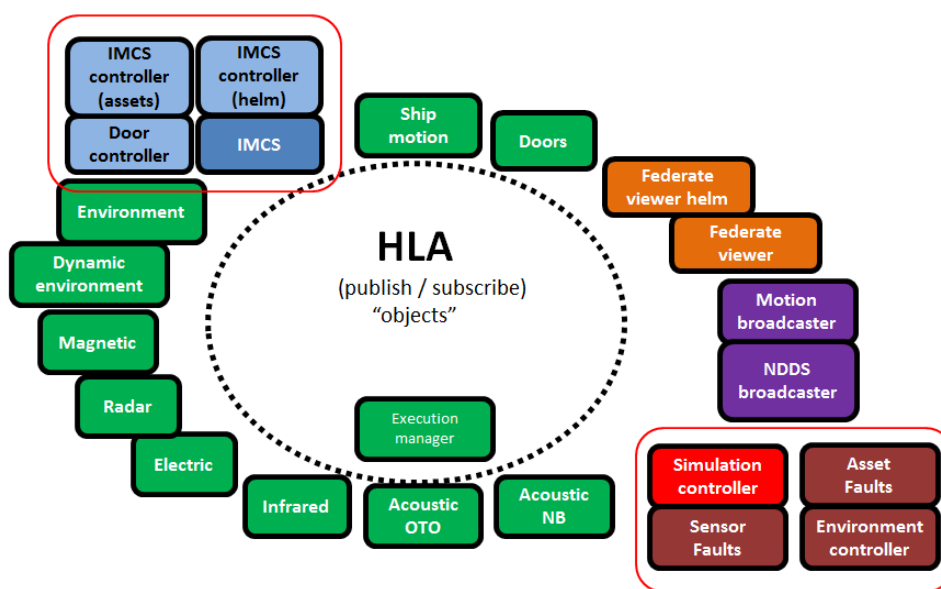 IMCS
controller
(assets)
IMCS
controller
(helm)
Door
controller
IMCS
Ship
motion
Doors
Federate
viewer helm
Federate
viewer
Environment
Dynamic
environment
Magnetic
Radar
Electric
HLA
(publish / subscribe)
“objects”
Motion
broadcaster
NDDS
broadcaster
Execution
manager
Infrared
Acoustic
OTO
Acoustic
NB
Simulation
controller
Asset
Faults
Sensor
Faults
Environment
controller